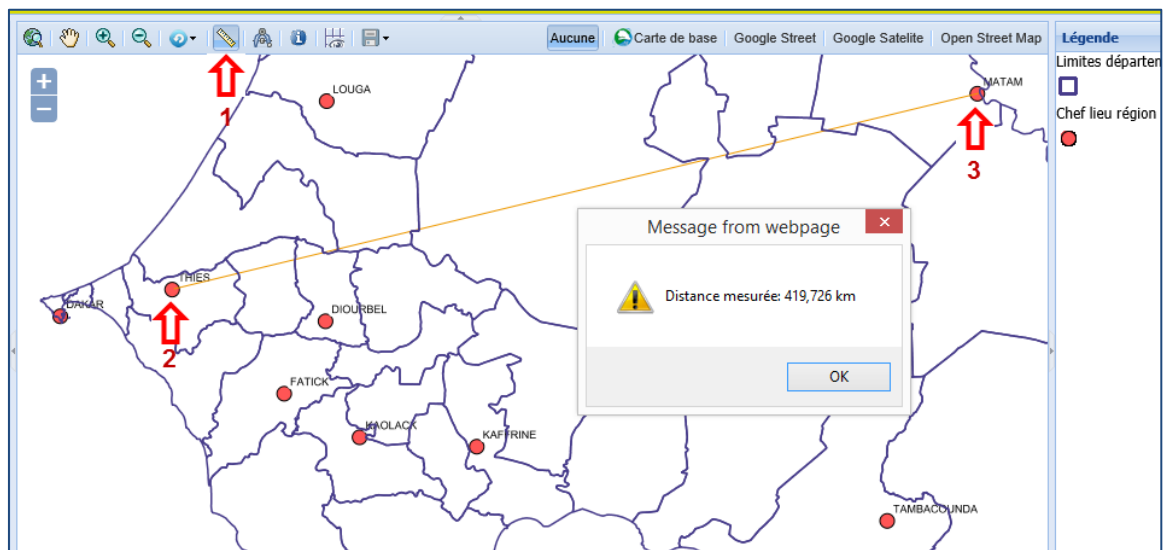 Aucune Carte de base Google Street Google Satelite Open Street Map
Légende
Limites départen
Chef lieu région
LOUGA
MATAM
1
3
Message from webpage
Distance mesurée: 419,726 km
OK
THIES
DAKAR
DIOURBEL
2
FATICK
KAOLACK
KAFFRINE
TAMBACOUNDA